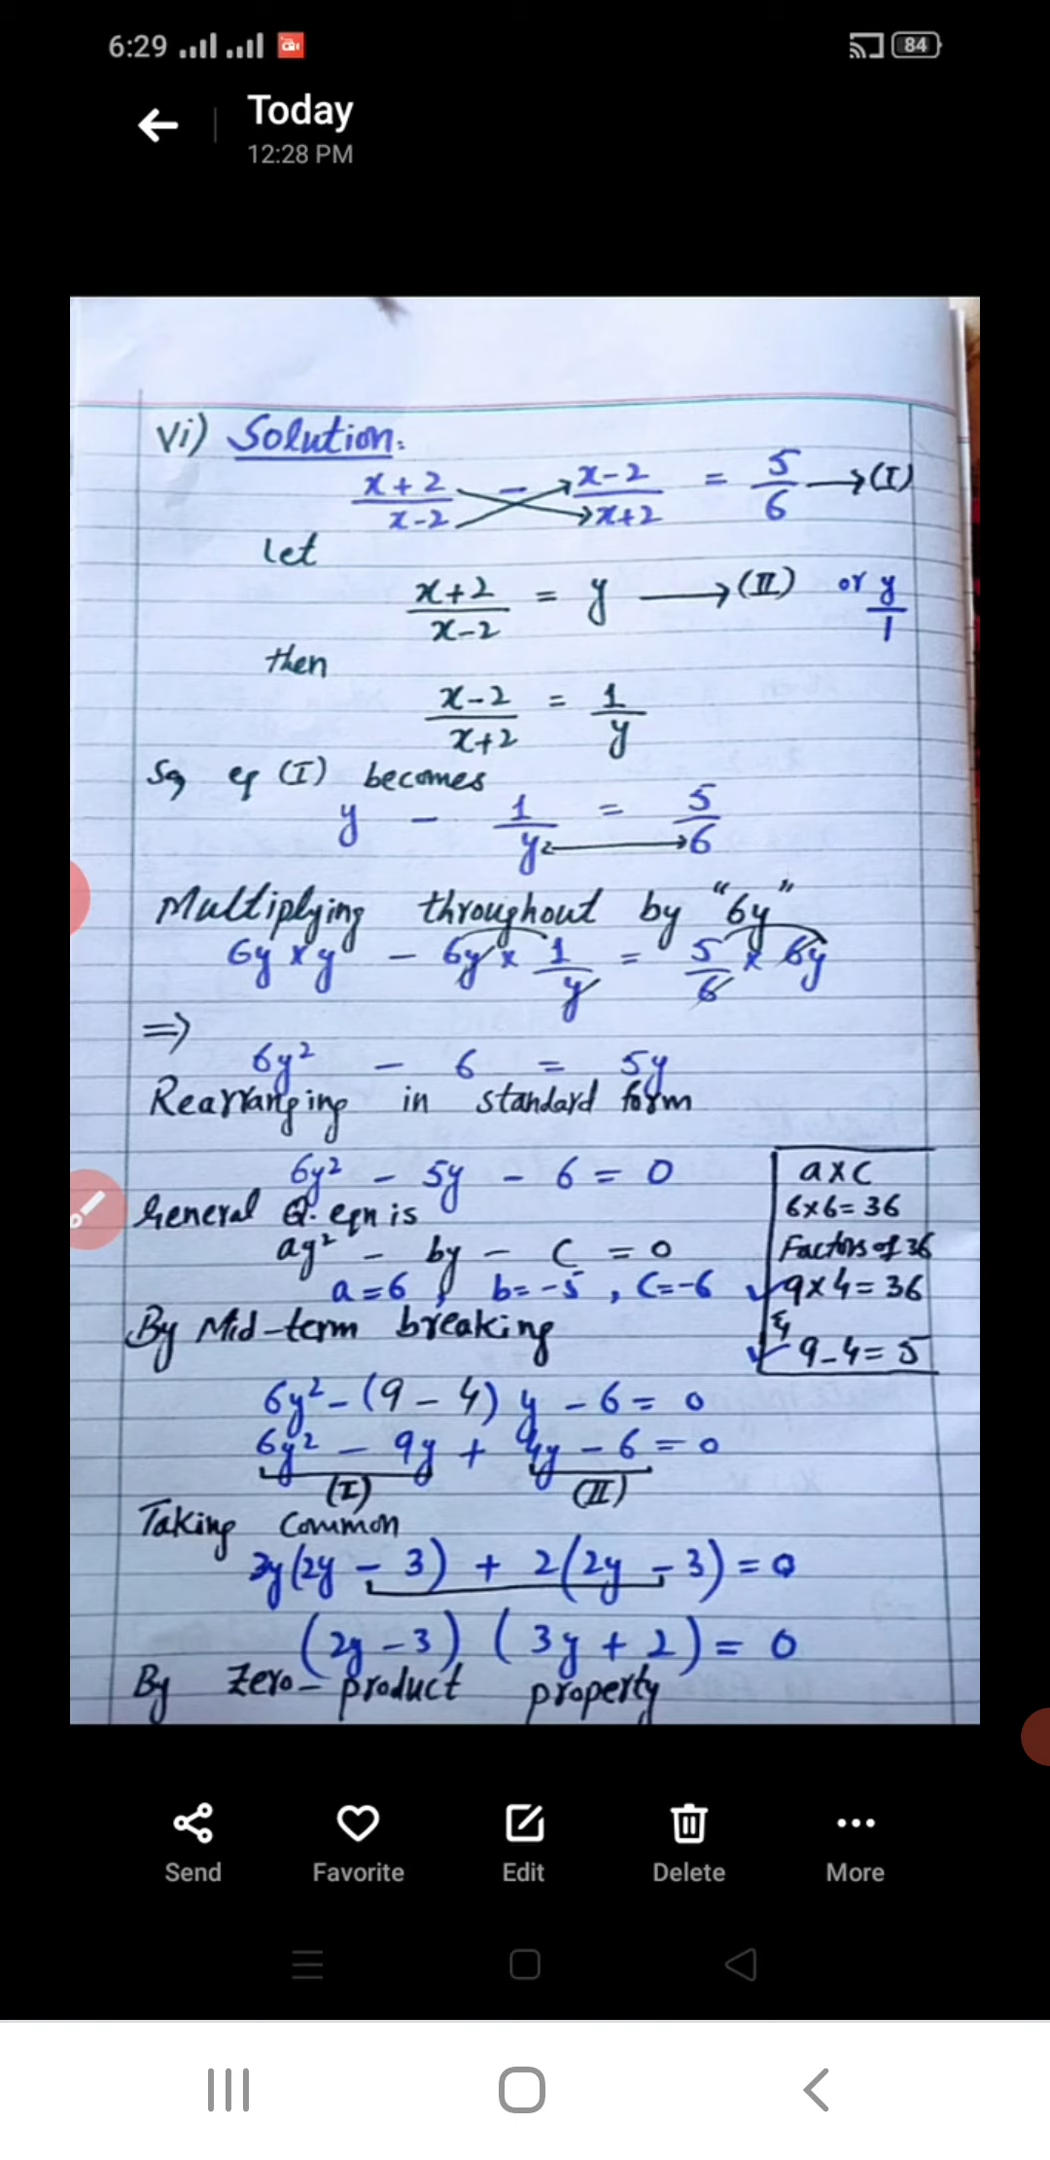 6:29
84
Today
12:28 PM
vi) Solution:
x+2/x-2 - x-2/x+2 = 5/6 → (I)
Let
x+2/x-2 = y → (II) or y/1
then
x-2/x+2 = 1/y
So, eq (I) becomes
y - 1/y = 5/6
Multiplying throughout by "6y"
6y × y - 6y × 1/y = 5/6 × 6y
⇒
6y² - 6 = 5y
Rearranging in standard form
6y² - 5y - 6 = 0
General Q. eqn is
ay² - by - c = 0
a=6, b=-5, c=-6
a×c
6×6=36
Factors of 36
✓ 9×4=36
&
✓ 9-4=5
By Mid-term breaking
6y² - (9 - 4) y - 6 = 0
6y² - 9y + 4y - 6 = 0
(I) (II)
Taking common
3y(2y - 3) + 2(2y - 3) = 0
(2y - 3) (3y + 2) = 0
By Zero-product property
Send Favorite Edit Delete More